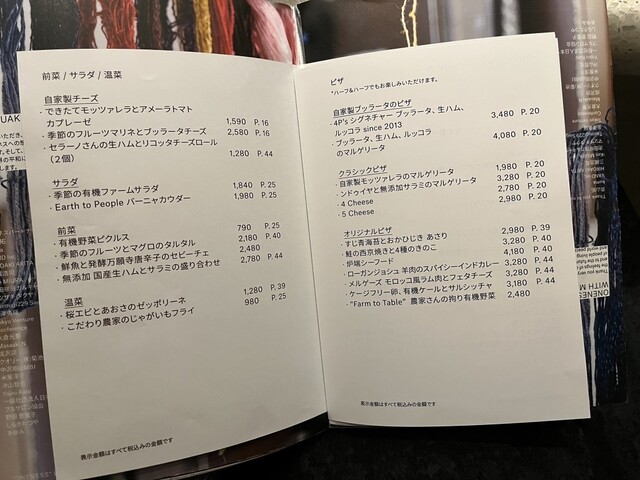 前菜 / サラダ / 温菜
自家製チーズ
・できたてモッツァレラとアメーラトマト
カプレーゼ 1,590 P.16
・季節のフルーツマリネとブッラータチーズ 2,580 P.16
・セラーノさんの生ハムとリコッタチーズロール
（2個） 1,280 P.44
サラダ
・季節の有機ファームサラダ 1,840 P.25
・Earth to People バーニャカウダー 1,980 P.25
前菜
・有機野菜ピクルス 790 P.25
・季節のフルーツとマグロのタルタル 2,180 P.40
・鮮魚と発酵万願寺唐辛子のセビーチェ 2,480
・無添加 国産生ハムとサラミの盛り合わせ 2,780 P.44
温菜
・桜エビとあおさのゼッポリーネ 1,280 P.39
・こだわり農家のじゃがいもフライ 980 P.25
表示金額はすべて税込みの金額です
ピザ
*ハーフ&ハーフでもお楽しみいただけます。
自家製ブッラータのピザ
・4P's シグネチャー ブッラータ、生ハム、
ルッコラ since 2013 3,480 P.20
・ブッラータ、生ハム、ルッコラ
のマルゲリータ 4,080 P.20
クラシックピザ
・自家製モッツァレラのマルゲリータ 1,980 P.20
・ンドゥイヤと無添加サラミのマルゲリータ 3,280 P.20
・4 Cheese 2,780 P.20
・5 Cheese 2,980 P.20
オリジナルピザ
・すじ青海苔とおかひじき あさり 2,980 P.39
・鮭の西京焼きと4種のきのこ 3,280 P.40
・炉端シーフード 4,180 P.40
・ローガンジョシュ 羊肉のスパイシーインドカレー 3,280 P.44
・メルゲーズ モロッコ風ラム肉とフェタチーズ 3,280 P.44
・ケージフリー卵、有機ケールとサルシッチャ 3,180 P.44
・"Farm to Table" 農家さんの拘り有機野菜 2,480
表示金額はすべて税込みの金額です